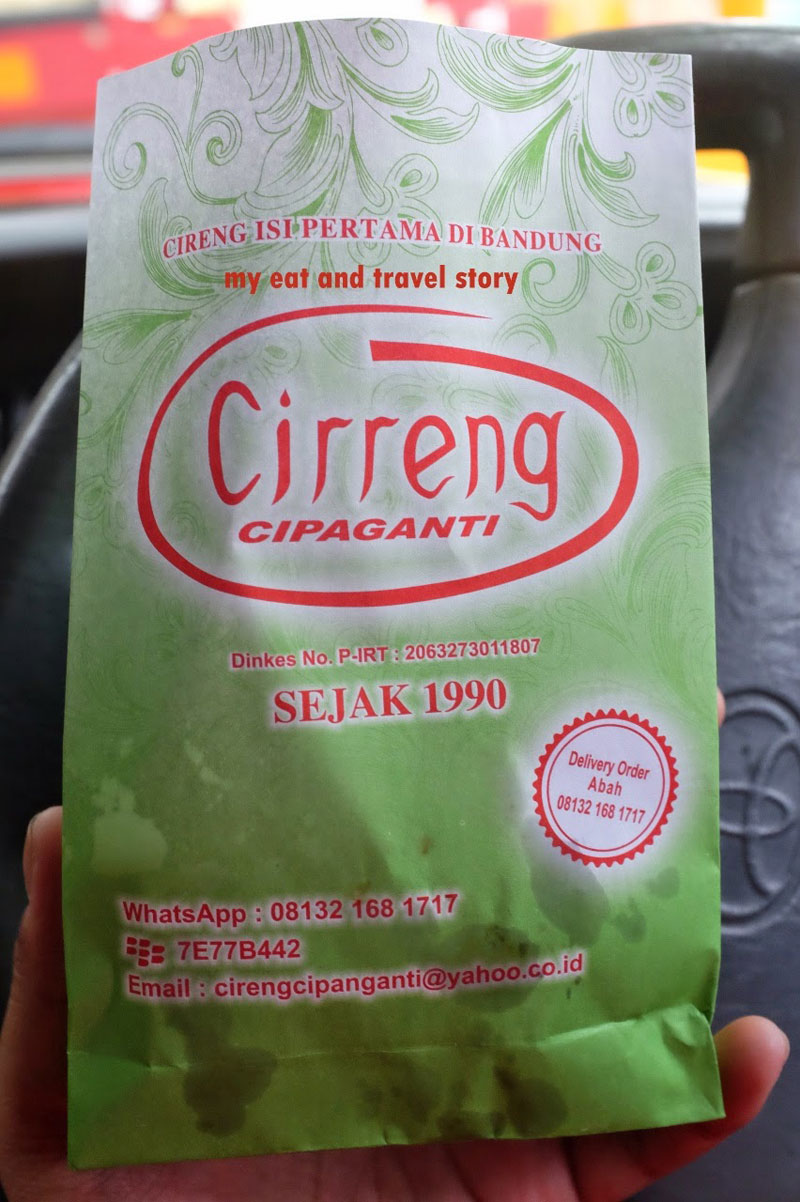 CIRENG ISI PERTAMA DI BANDUNG
my eat and travel story
Cirreng
CIPAGANTI
Dinkes No. P-IRT : 2063273011807
SEJAK 1990
Delivery Order
Abah
08132 168 1717
WhatsApp : 08132 168 1717
7E77B442
Email : cirengcipanganti@yahoo.co.id